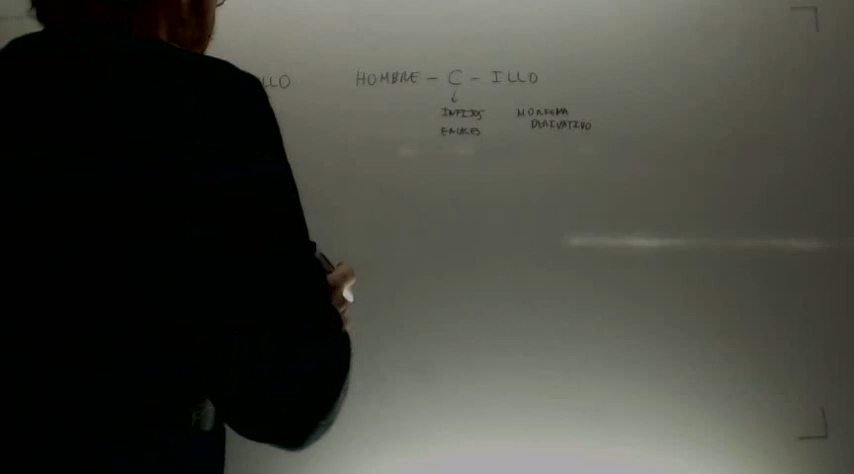 LLO HOMBRE - C - ILLO
INFIJOS MORFEMA
ENLACES DERIVATIVO